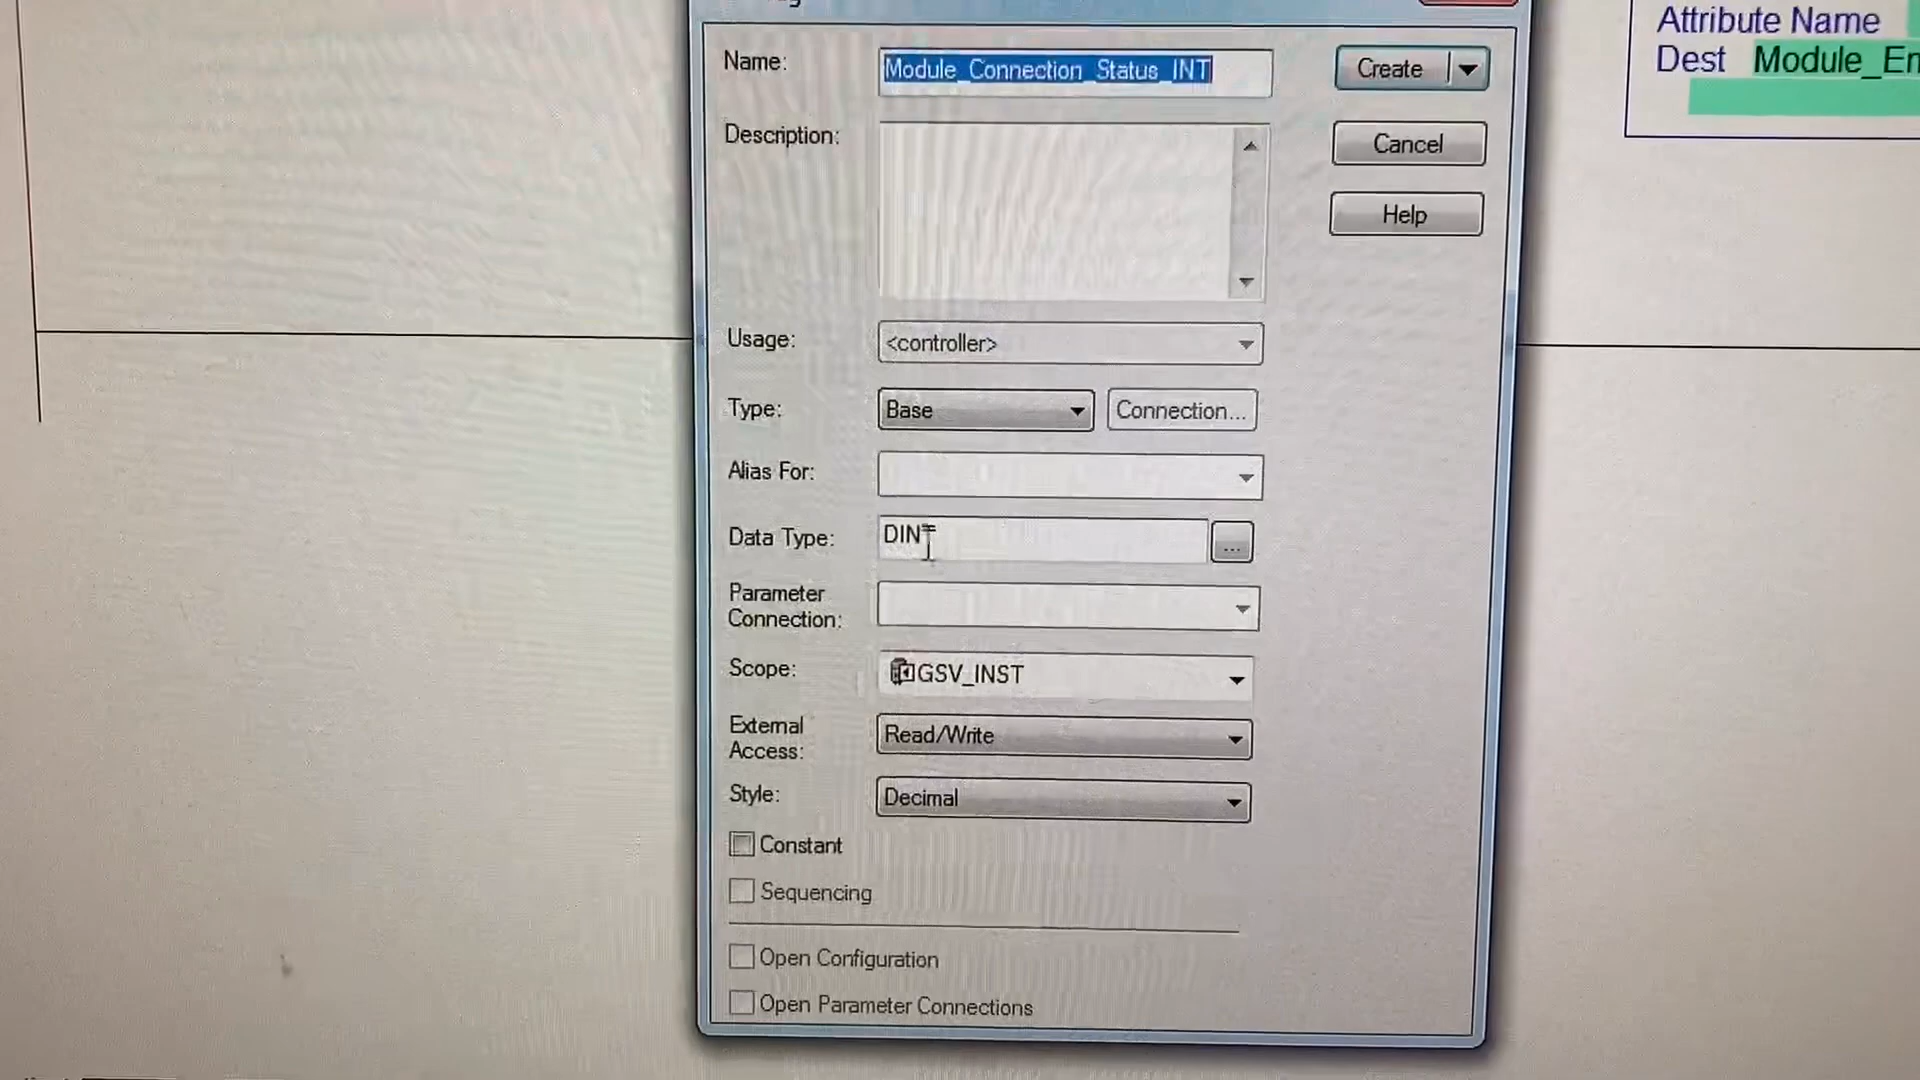 Name: Module_Connection_Status_INT
Create
Description:
Cancel
Help
Usage: <controller>
Type: Base Connection...
Alias For:
Data Type: DINT ...
Parameter
Connection:
Scope: GSV_INST
External
Access: Read/Write
Style: Decimal
Constant
Sequencing
Open Configuration
Open Parameter Connections
Attribute Name
Dest